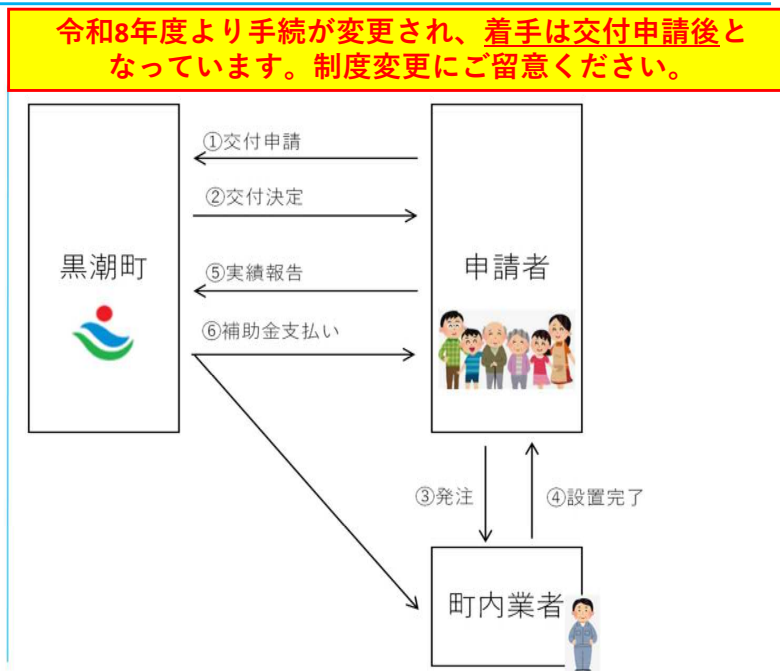 令和8年度より手続が変更され、着手は交付申請後と
なっています。制度変更にご留意ください。
①交付申請
②交付決定
黒潮町
申請者
⑤実績報告
⑥補助金支払い
③発注
④設置完了
町内業者